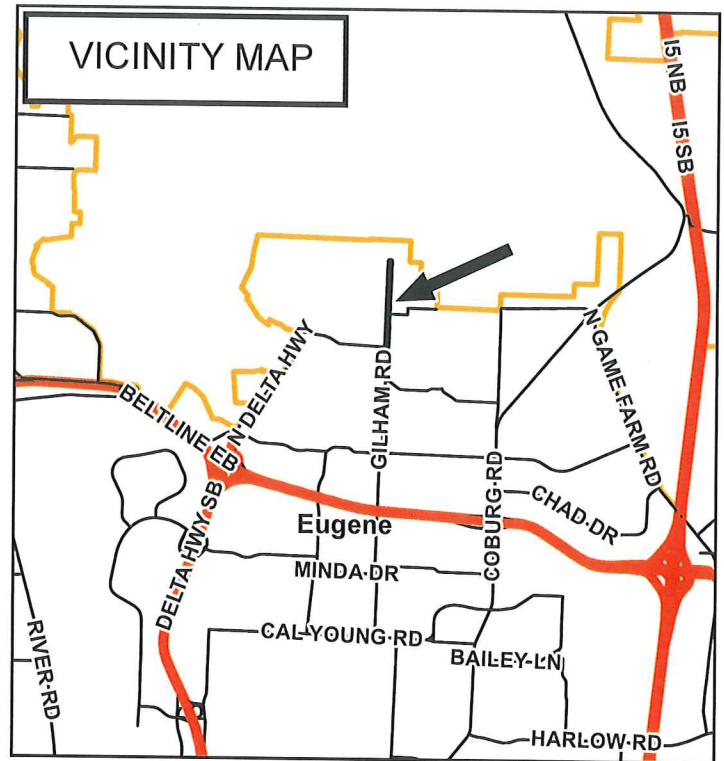 VICINITY MAP
I5 NB I5 SB
N DELTA HWY
N GAME FARM RD
GILHAM RD
BELTLINE EB
COBURG RD
CHAD DR
DELTA HWY SB
Eugene
MINDA DR
CAL YOUNG RD
BAILEY LN
RIVER RD
HARLOW RD